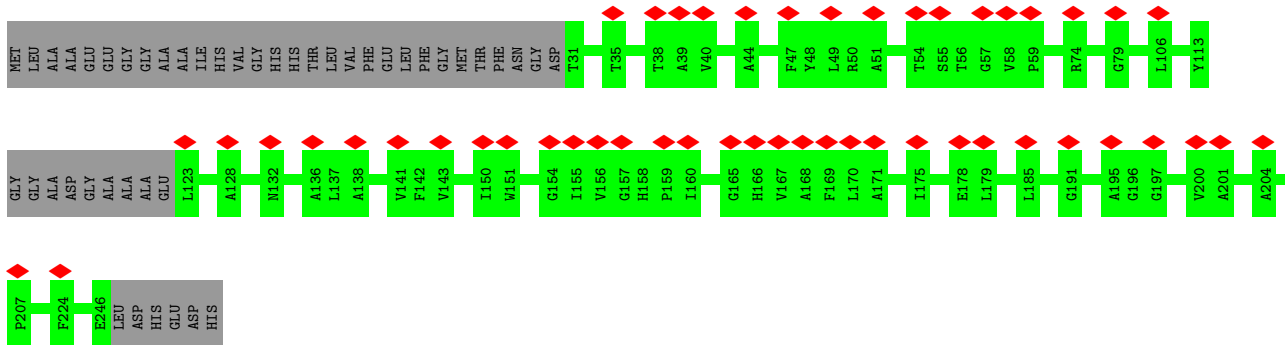 MET LEU ALA ALA GLU GLU GLY GLY ALA ALA ILE HIS VAL GLY HIS HIS THR LEU VAL PHE GLU LEU PHE GLY MET THR PHE ASN GLY ASP T31 T35 T38 A39 V40 A44 F47 Y48 L49 R50 A51 T54 S55 T56 G57 V58 P59 R74 G79 L106 Y113
GLY GLY ALA ASP GLY ALA ALA ALA GLU L123 A128 N132 A136 L137 A138 V141 F142 V143 I150 W151 G154 I155 V156 G157 H158 P159 I160 G165 H166 V167 A168 F169 L170 A171 I175 E178 L179 L185 G191 A195 G196 G197 V200 A201 A204
P207 F224 E246 LEU ASP HIS GLU ASP HIS